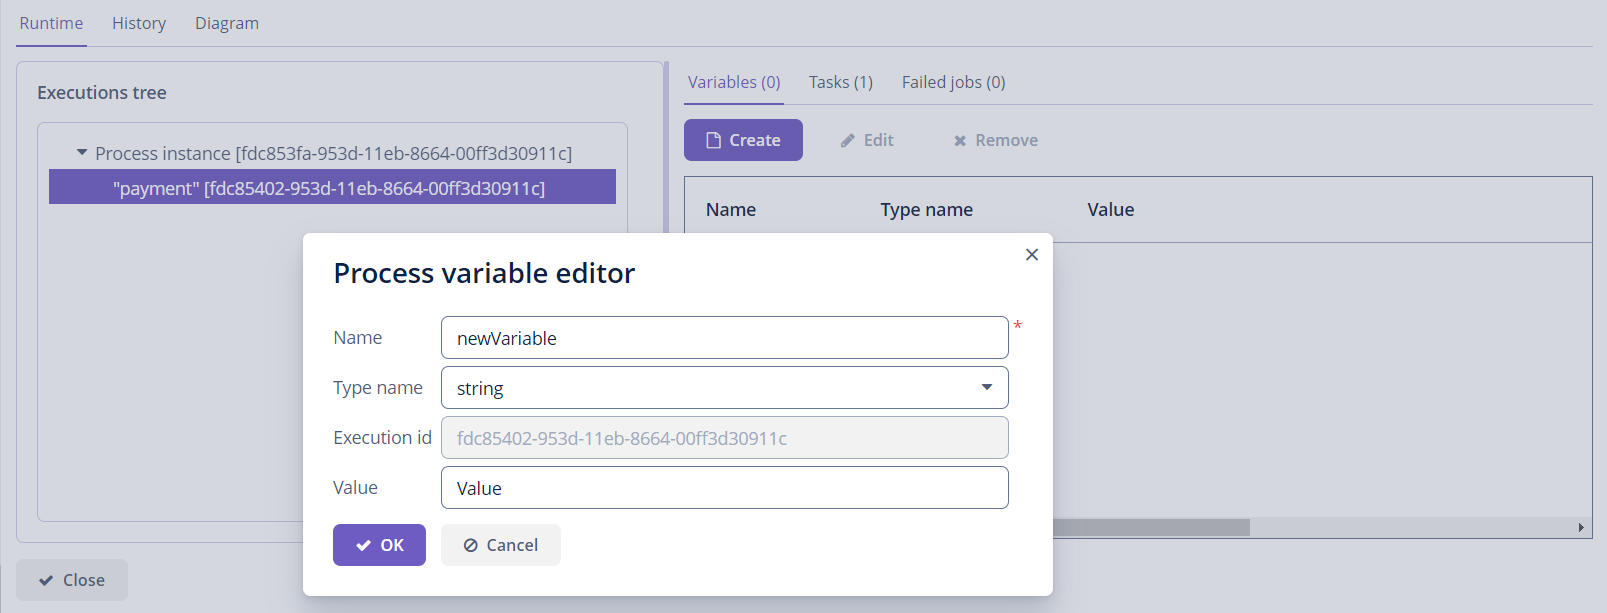 Runtime History Diagram
Executions tree
Process instance [fdc853fa-953d-11eb-8664-00ff3d30911c]
"payment" [fdc85402-953d-11eb-8664-00ff3d30911c]
Variables (0) Tasks (1) Failed jobs (0)
Create Edit Remove
Name Type name Value
Process variable editor
Name newVariable *
Type name string
Execution id fdc85402-953d-11eb-8664-00ff3d30911c
Value Value
OK Cancel
Close